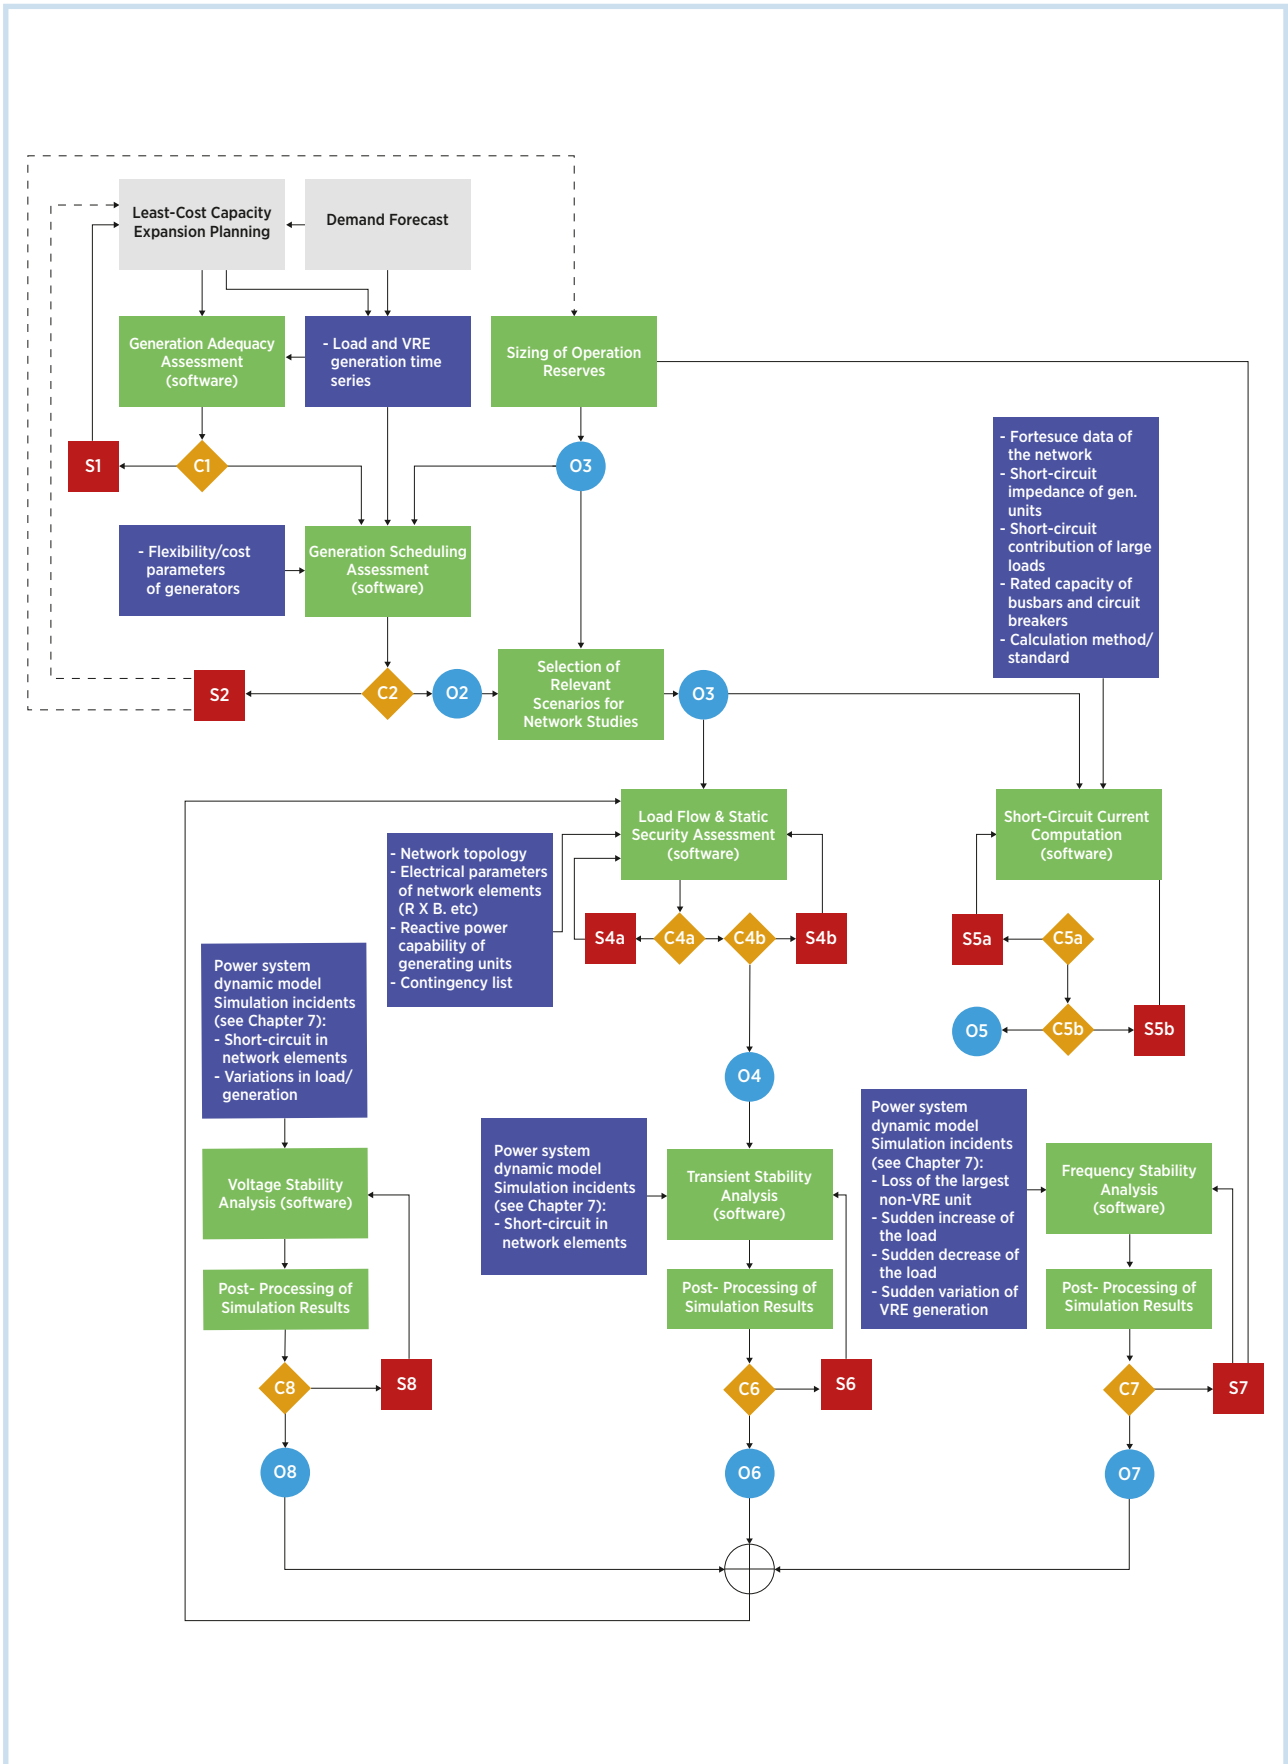 Least-Cost Capacity
Expansion Planning
Demand Forecast
Generation Adequacy
Assessment
(software)
- Load and VRE
generation time
series
Sizing of Operation
Reserves
S1
C1
O3
- Fortesuce data of
the network
- Short-circuit
impedance of gen.
units
- Short-circuit
contribution of large
loads
- Rated capacity of
busbars and circuit
breakers
- Calculation method/
standard
- Flexibility/cost
parameters
of generators
Generation Scheduling
Assessment
(software)
S2
C2
O2
Selection of
Relevant
Scenarios for
Network Studies
O3
Load Flow & Static
Security Assessment
(software)
Short-Circuit Current
Computation
(software)
- Network topology
- Electrical parameters
of network elements
(R X B. etc)
- Reactive power
capability of
generating units
- Contingency list
S4a
C4a
C4b
S4b
S5a
C5a
O5
C5b
S5b
Power system
dynamic model
Simulation incidents
(see Chapter 7):
- Short-circuit in
network elements
- Variations in load/
generation
O4
Power system
dynamic model
Simulation incidents
(see Chapter 7):
- Short-circuit in
network elements
Power system
dynamic model
Simulation incidents
(see Chapter 7):
- Loss of the largest
non-VRE unit
- Sudden increase of
the load
- Sudden decrease of
the load
- Sudden variation of
VRE generation
Voltage Stability
Analysis (software)
Transient Stability
Analysis
(software)
Frequency Stability
Analysis
(software)
Post- Processing of
Simulation Results
Post- Processing of
Simulation Results
Post- Processing of
Simulation Results
C8
S8
C6
S6
C7
S7
O8
O6
O7